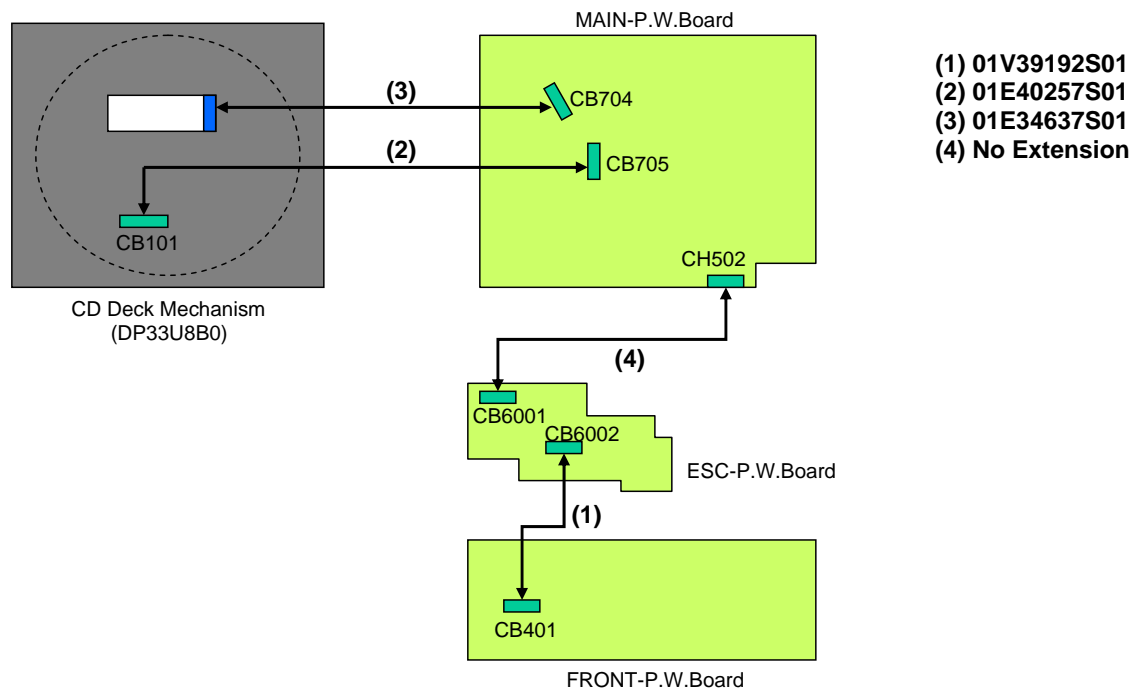 MAIN-P.W.Board
(1) 01V39192S01
(2) 01E40257S01
(3) 01E34637S01
(4) No Extension
(3)
CB704
(2)
CB705
CB101
CH502
CD Deck Mechanism
(DP33U8B0)
(4)
CB6001
CB6002
ESC-P.W.Board
(1)
CB401
FRONT-P.W.Board